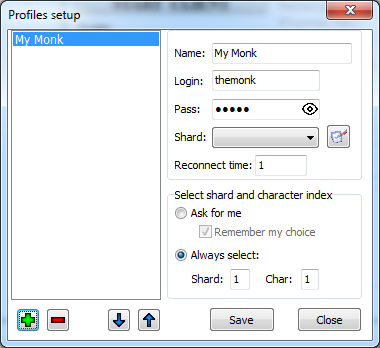 Profiles setup
My Monk
Name: My Monk
Login: themonk
Pass: •••••
Shard:
Reconnect time: 1
Select shard and character index
Ask for me
Remember my choice
Always select:
Shard: 1 Char: 1
Save Close